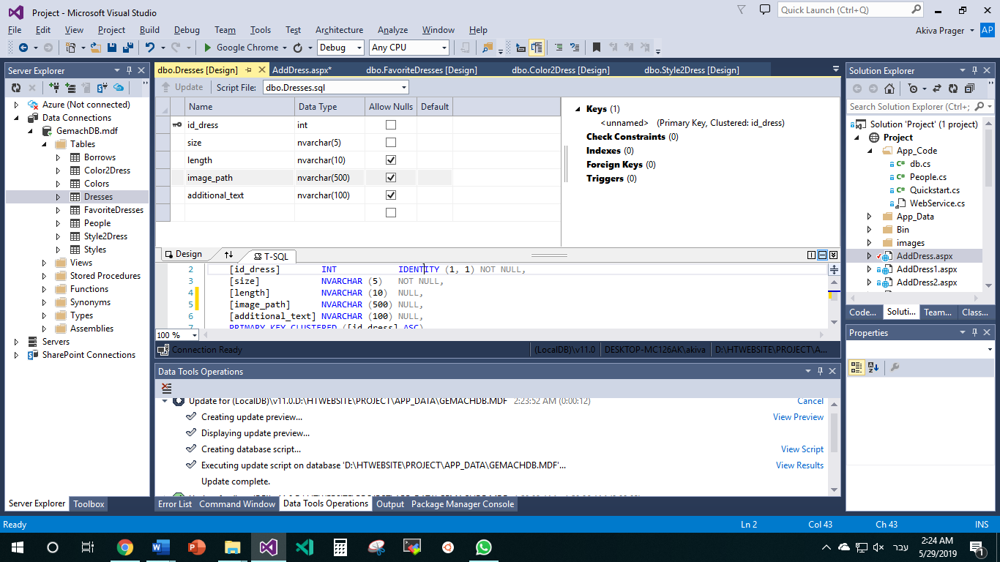 Project - Microsoft Visual Studio
Quick Launch (Ctrl+Q)
File Edit View Project Build Debug Team Tools Test Architecture Analyze Window Help
Akiva Prager AP
Google Chrome Debug Any CPU
Server Explorer
Azure (Not connected)
Data Connections
GemachDB.mdf
Tables
Borrows
Color2Dress
Colors
Dresses
FavoriteDresses
People
Style2Dress
Styles
Views
Stored Procedures
Functions
Synonyms
Types
Assemblies
Servers
SharePoint Connections
Server Explorer Toolbox
dbo.Dresses [Design] AddDress.aspx* dbo.FavoriteDresses [Design] dbo.Color2Dress [Design] dbo.Style2Dress [Design]
Update Script File: dbo.Dresses.sql
Name Data Type Allow Nulls Default
id_dress int
size nvarchar(5)
length nvarchar(10)
image_path nvarchar(500)
additional_text nvarchar(100)
Keys (1)
<unnamed> (Primary Key, Clustered: id_dress)
Check Constraints (0)
Indexes (0)
Foreign Keys (0)
Triggers (0)
Design T-SQL
2 [id_dress] INT IDENTITY (1, 1) NOT NULL,
3 [size] NVARCHAR (5) NOT NULL,
4 [length] NVARCHAR (10) NULL,
5 [image_path] NVARCHAR (500) NULL,
6 [additional_text] NVARCHAR (100) NULL,
7 PRIMARY KEY CLUSTERED ([id_dress] ASC)
100 %
Connection Ready (LocalDB)\v11.0 DESKTOP-MC126AK\akiva D:\HTWEBSITE\PROJECT\A...
Data Tools Operations
Update for (LocalDB)\v11.0.D:\HTWEBSITE\PROJECT\APP_DATA\GEMACHDB.MDF 2:23:52 AM (0:00:12) Cancel
Creating update preview... View Preview
Displaying update preview...
Creating database script... View Script
Executing update script on database 'D:\HTWEBSITE\PROJECT\APP_DATA\GEMACHDB.MDF'... View Results
Update complete.
Error List Command Window Data Tools Operations Output Package Manager Console
Solution Explorer
Search Solution Explorer (Ctrl+;
Solution 'Project' (1 project)
Project
App_Code
db.cs
People.cs
Quickstart.cs
WebService.cs
App_Data
Bin
images
AddDress.aspx
AddDress1.aspx
AddDress2.aspx
Code... Soluti... Team... Class...
Properties
Ready Ln 2 Col 43 Ch 43 INS
עבר
2:24 AM
5/29/2019
1